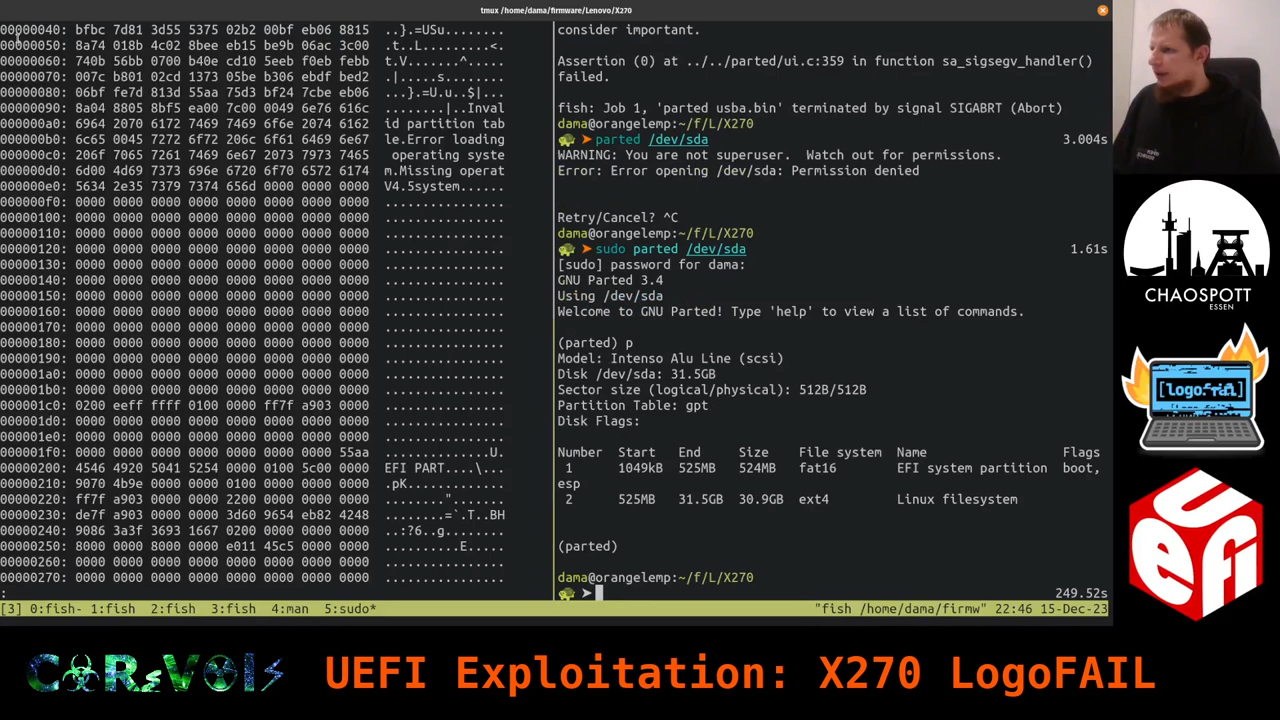 tmux /home/dama/firmware/Lenovo/X270
00000040: bfbc 7d81 3d55 5375 02b2 00bf eb06 8815  ..}.=USu........
00000050: 8a74 018b 4c02 8bee eb15 be9b 06ac 3c00  .t..L.........<.
00000060: 740b 56bb 0700 b40e cd10 5eeb f0eb febb  t.V.......^.....
00000070: 007c b801 02cd 1373 05be b306 ebdf bed2  .|.....s........
00000080: 06bf fe7d 813d 55aa 75d3 bf24 7cbe eb06  ...}.=U.u..$|...
00000090: 8a04 8805 8bf5 ea00 7c00 0049 6e76 616c  ........|..Inval
000000a0: 6964 2070 6172 7469 7469 6f6e 2074 6162  id partition tab
000000b0: 6c65 0045 7272 6f72 206c 6f61 6469 6e67  le.Error loading
000000c0: 206f 7065 7261 7469 6e67 2073 7973 7465   operating syste
000000d0: 6d00 4d69 7373 696e 6720 6f70 6572 6174  m.Missing operat
000000e0: 5634 2e35 7379 7374 656d 0000 0000 0000  V4.5system......
000000f0: 0000 0000 0000 0000 0000 0000 0000 0000  ................
00000100: 0000 0000 0000 0000 0000 0000 0000 0000  ................
00000110: 0000 0000 0000 0000 0000 0000 0000 0000  ................
00000120: 0000 0000 0000 0000 0000 0000 0000 0000  ................
00000130: 0000 0000 0000 0000 0000 0000 0000 0000  ................
00000140: 0000 0000 0000 0000 0000 0000 0000 0000  ................
00000150: 0000 0000 0000 0000 0000 0000 0000 0000  ................
00000160: 0000 0000 0000 0000 0000 0000 0000 0000  ................
00000170: 0000 0000 0000 0000 0000 0000 0000 0000  ................
00000180: 0000 0000 0000 0000 0000 0000 0000 0000  ................
00000190: 0000 0000 0000 0000 0000 0000 0000 0000  ................
000001a0: 0000 0000 0000 0000 0000 0000 0000 0000  ................
000001b0: 0000 0000 0000 0000 0000 0000 0000 0000  ................
000001c0: 0200 eeff ffff 0100 0000 ff7f a903 0000  ................
000001d0: 0000 0000 0000 0000 0000 0000 0000 0000  ................
000001e0: 0000 0000 0000 0000 0000 0000 0000 0000  ................
000001f0: 0000 0000 0000 0000 0000 0000 0000 55aa  ..............U.
00000200: 4546 4920 5041 5254 0000 0100 5c00 0000  EFI PART....\...
00000210: 9070 4b9e 0000 0000 0100 0000 0000 0000  .pK.............
00000220: ff7f a903 0000 0000 2200 0000 0000 0000  ........".......
00000230: de7f a903 0000 0000 3d60 9654 eb82 4248  ........=`.T..BH
00000240: 9086 3a3f 3693 1667 0200 0000 0000 0000  ..:?6..g........
00000250: 8000 0000 8000 0000 e011 45c5 0000 0000  ..........E.....
00000260: 0000 0000 0000 0000 0000 0000 0000 0000  ................
00000270: 0000 0000 0000 0000 0000 0000 0000 0000  ................
:
consider important.
Assertion (0) at ../../parted/ui.c:359 in function sa_sigsegv_handler()
failed.
fish: Job 1, 'parted usba.bin' terminated by signal SIGABRT (Abort)
dama@orangelemp:~/f/L/X270
🐢 ➤ parted /dev/sda 3.004s
WARNING: You are not superuser.  Watch out for permissions.
Error: Error opening /dev/sda: Permission denied
Retry/Cancel? ^C
dama@orangelemp:~/f/L/X270
🐢 ➤ sudo parted /dev/sda 1.61s
[sudo] password for dama:
GNU Parted 3.4
Using /dev/sda
Welcome to GNU Parted! Type 'help' to view a list of commands.
(parted) p
Model: Intenso Alu Line (scsi)
Disk /dev/sda: 31.5GB
Sector size (logical/physical): 512B/512B
Partition Table: gpt
Disk Flags:
Number  Start   End     Size    File system  Name                  Flags
 1      1049kB  525MB   524MB   fat16        EFI system partition  boot,
esp
 2      525MB   31.5GB  30.9GB  ext4         Linux filesystem
(parted)
dama@orangelemp:~/f/L/X270
🐢 ➤ 249.52s
[3] 0:fish- 1:fish  2:fish  3:fish  4:man  5:sudo* "fish /home/dama/firmw" 22:46 15-Dec-23
CHAOSPOTT
ESSEN
[logofail]
UEFI
UEFI Exploitation: X270 LogoFAIL